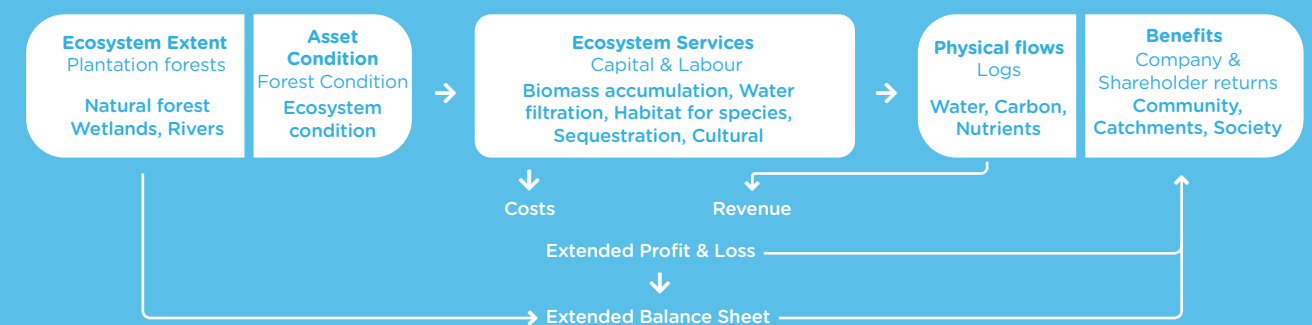 Ecosystem Extent
Plantation forests
Natural forest
Wetlands, Rivers
Asset
Condition
Forest Condition
Ecosystem
condition
Ecosystem Services
Capital & Labour
Biomass accumulation, Water
filtration, Habitat for species,
Sequestration, Cultural
Physical flows
Logs
Water, Carbon,
Nutrients
Benefits
Company &
Shareholder returns
Community,
Catchments, Society
Costs
Revenue
Extended Profit & Loss
Extended Balance Sheet